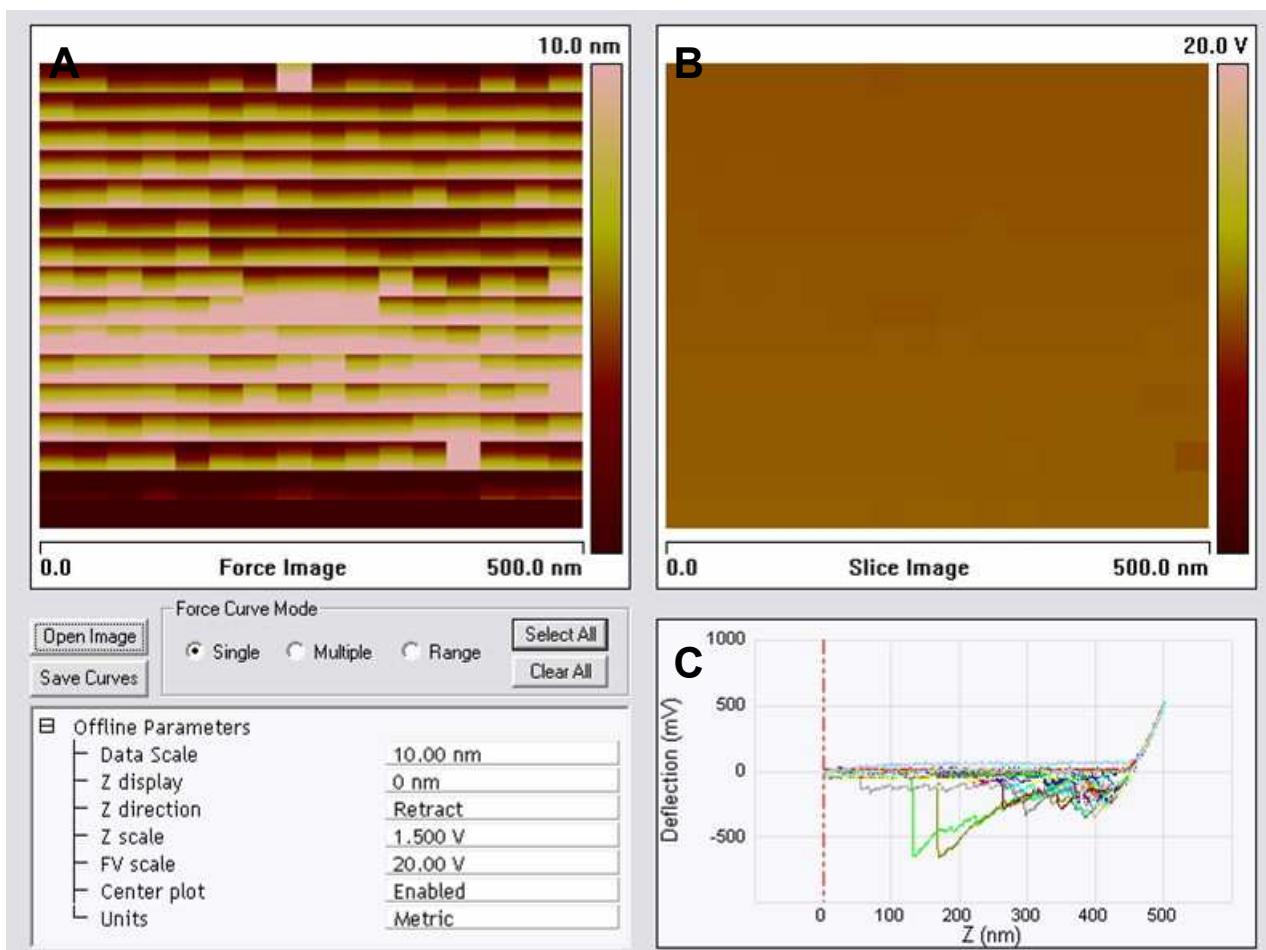 A
10.0 nm
0.0 Force Image 500.0 nm
B
20.0 V
0.0 Slice Image 500.0 nm
Open Image
Save Curves
Force Curve Mode
Single Multiple Range
Select All
Clear All
Offline Parameters
Data Scale 10.00 nm
Z display 0 nm
Z direction Retract
Z scale 1.500 V
FV scale 20.00 V
Center plot Enabled
Units Metric
C
1000
500
0
-500
Deflection (mV)
0 100 200 300 400 500
Z (nm)